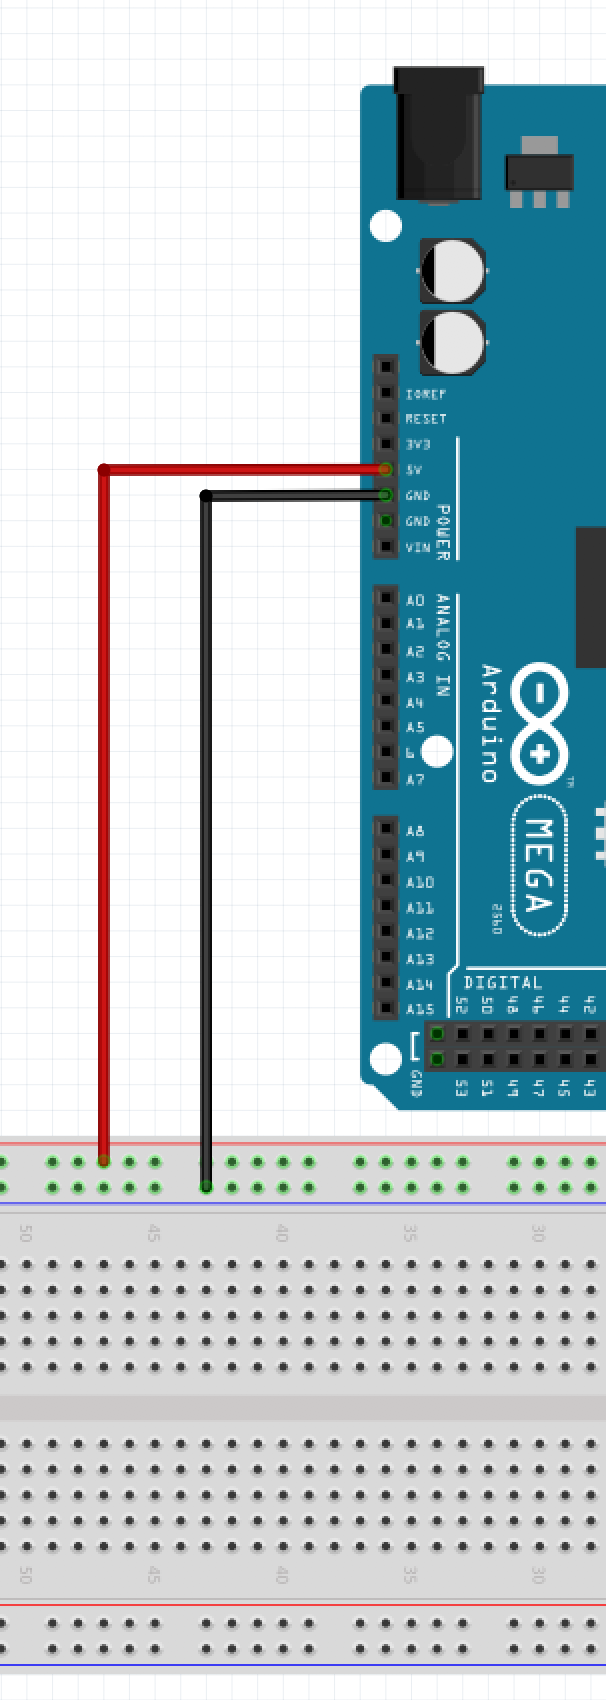 IOREF
RESET
3V3
5V
GND
GND
VIN
POWER
A0
A1
A2
A3
A4
A5
6
A7
ANALOG IN
Arduino
TM
MEGA
2560
A8
A9
A10
A11
A12
A13
A14
A15
DIGITAL
52 50 48 46 44 42
GND
53 51 49 47 45 43
50 45 40 35 30
50 45 40 35 30